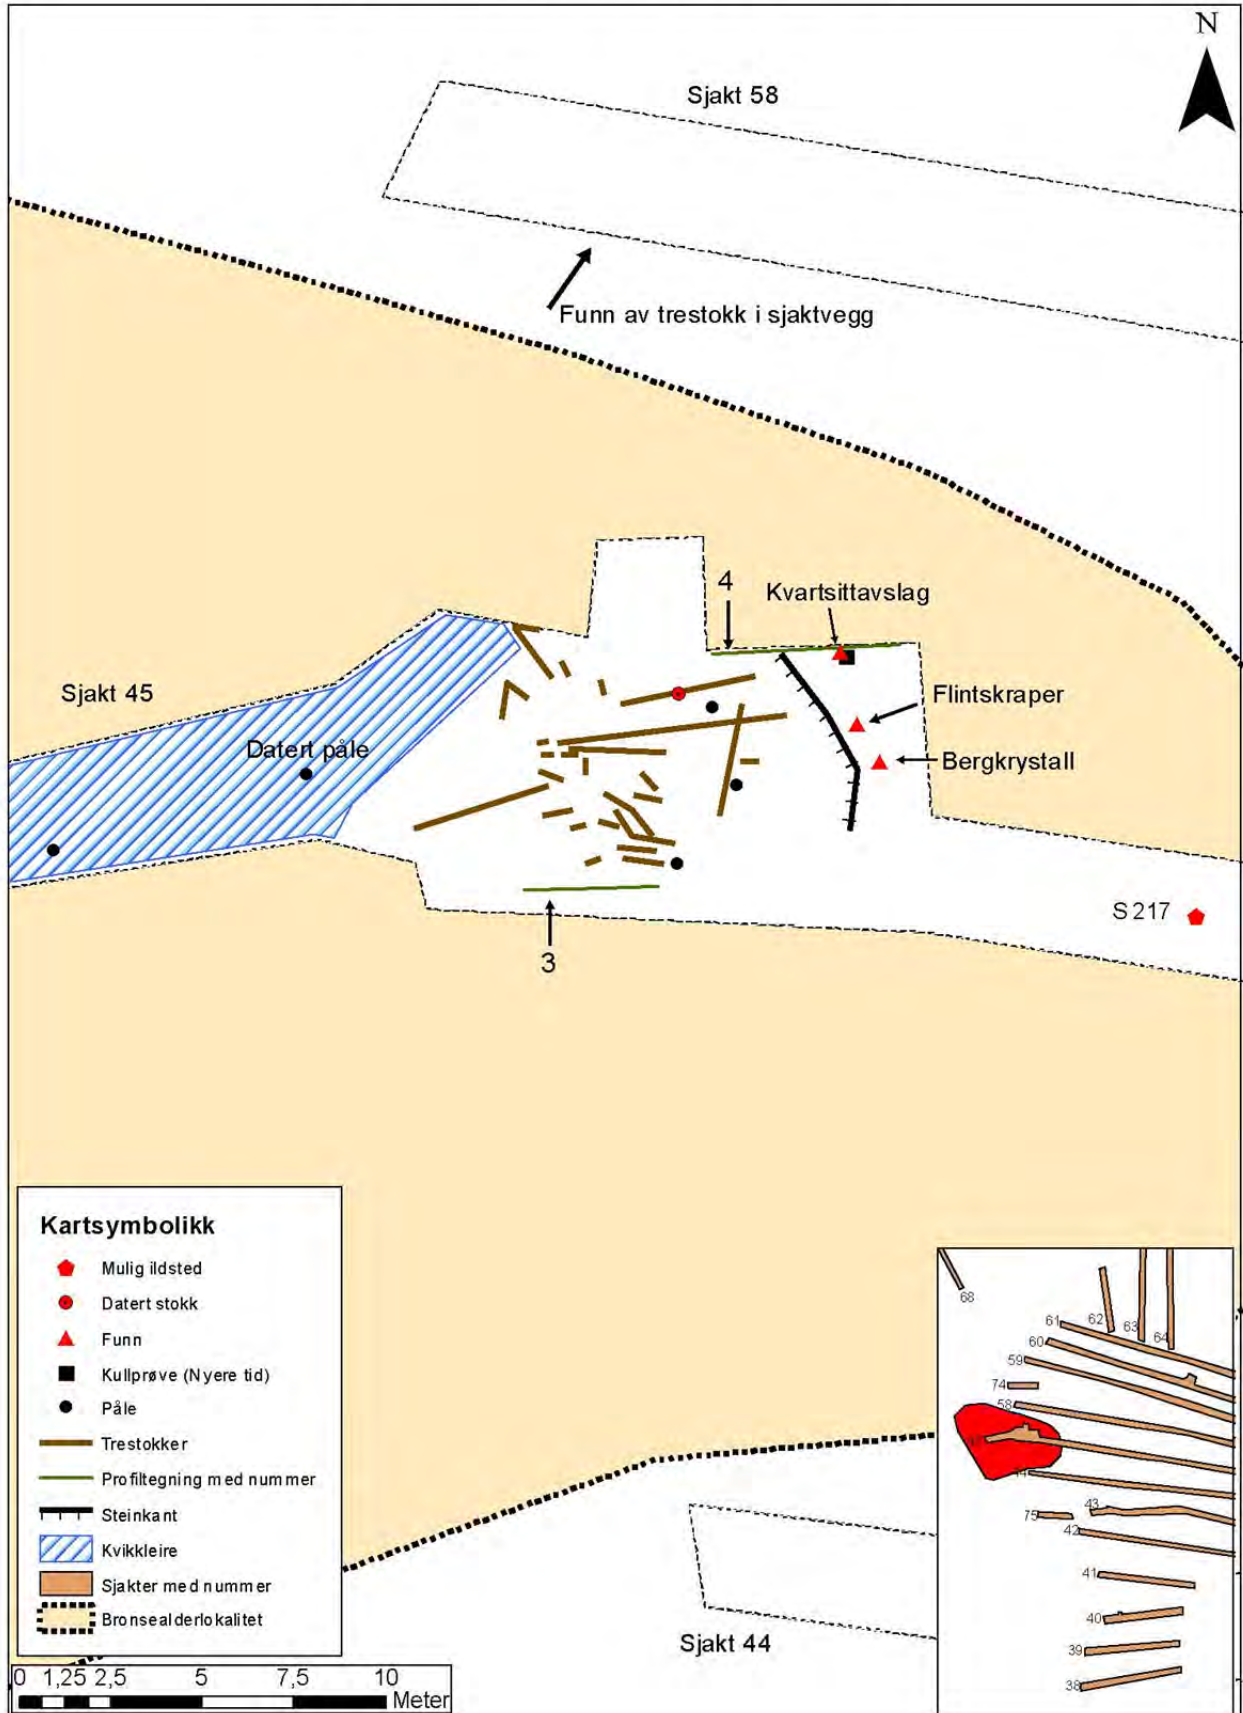 N
Sjakt 58
Funn av trestokk i sjaktvegg
4
Kvartsittavslag
Sjakt 45
Flintskraper
Datert påle
Bergkrystall
S 217
3
Kartsymbolikk
Mulig ildsted
Datert stokk
Funn
Kullprøve (Nyere tid)
Påle
Trestokker
Profiltegning med nummer
Steinkant
Kvikkleire
Sjakter med nummer
Bronsealderlokalitet
Sjakt 44
0 1,25 2,5 5 7,5 10
Meter
68
61
62
63
64
60
59
74
58
44
75
43
42
41
40
39
38